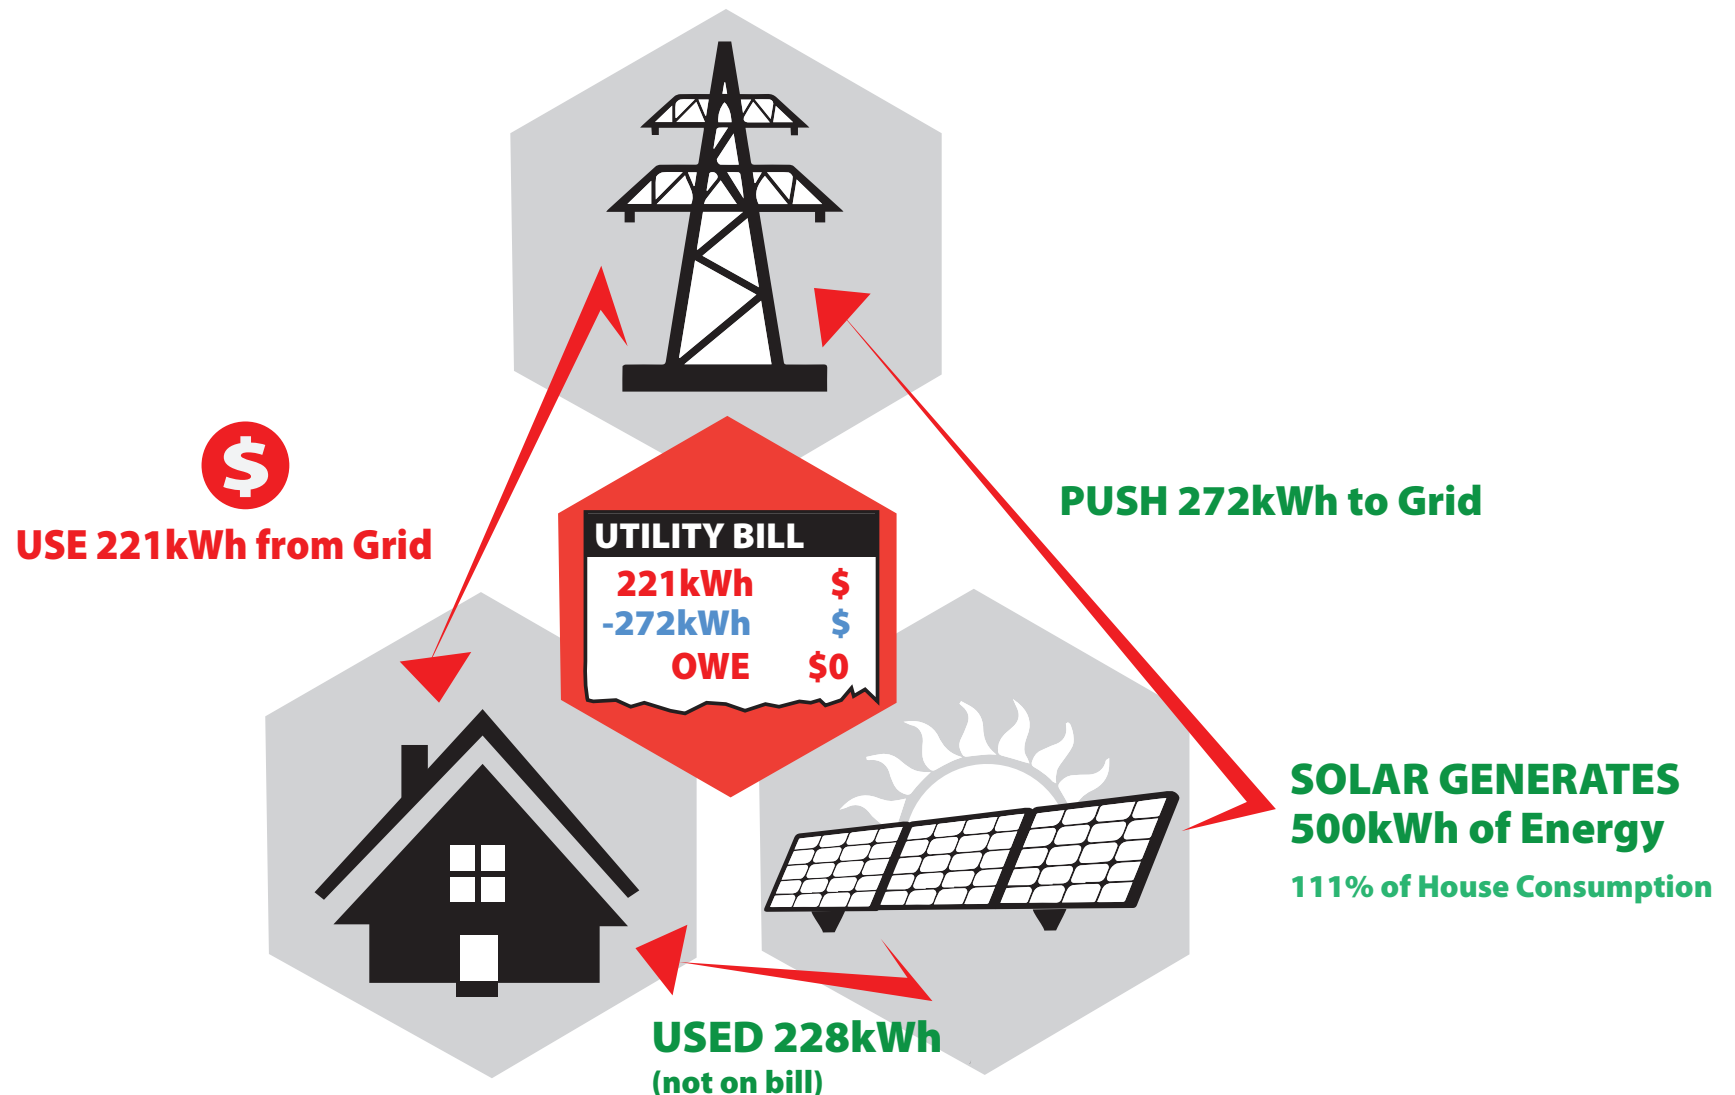 $
USE 221kWh from Grid
PUSH 272kWh to Grid
UTILITY BILL
221kWh $
-272kWh $
OWE $0
SOLAR GENERATES
500kWh of Energy
111% of House Consumption
USED 228kWh
(not on bill)